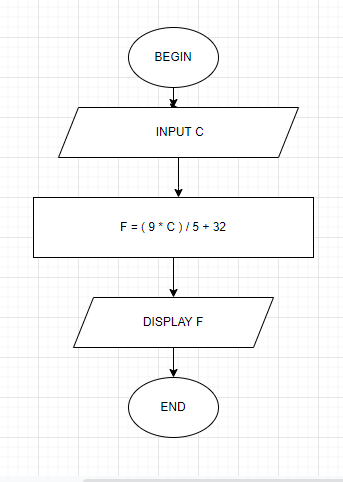 BEGIN
INPUT C
F = ( 9 * C ) / 5 + 32
DISPLAY F
END